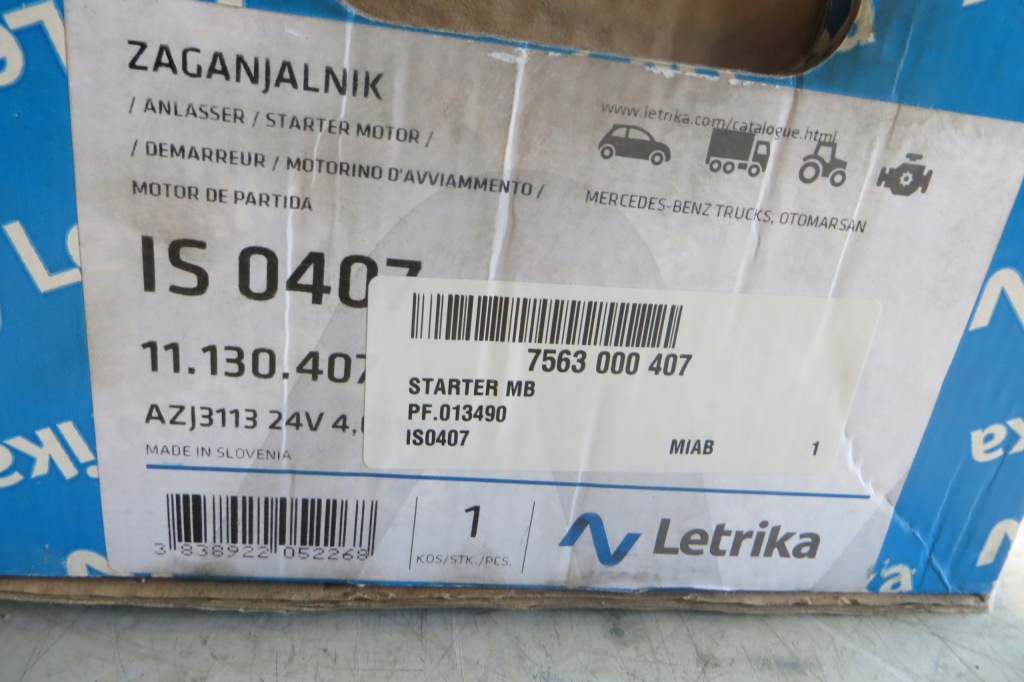 ZAGANJALNIK
/ ANLASSER / STARTER MOTOR /
/ DEMARREUR / MOTORINO D'AVVIAMMENTO /
MOTOR DE PARTIDA
www.letrika.com/catalogue.html
MERCEDES-BENZ TRUCKS, OTOMARSAN
IS 0407
11.130.407
AZJ3113 24V 4,
MADE IN SLOVENIA
7563 000 407
STARTER MB
PF.013490
IS0407 MIAB 1
3 838922 052268
1
KOS/STK./PCS.
Letrika